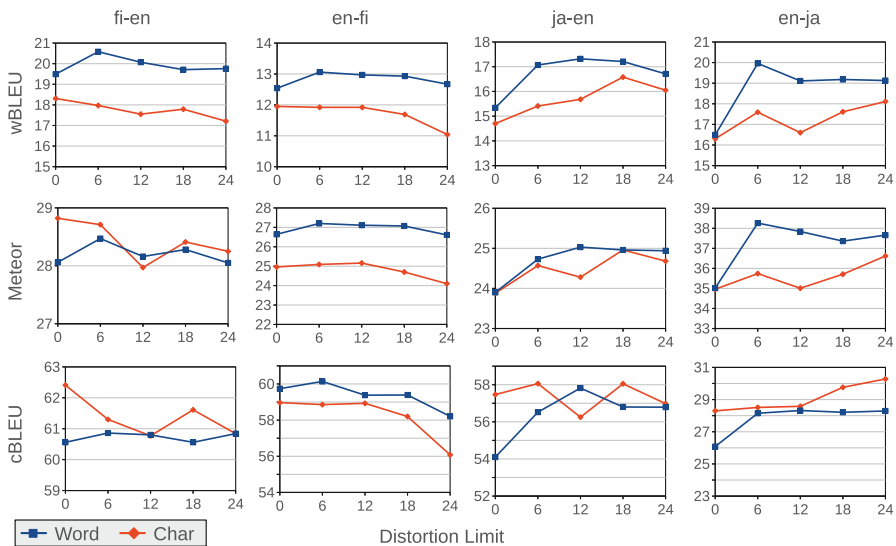 fi-en en-fi ja-en en-ja
wBLEU
21 20 19 18 17 16 15
0 6 12 18 24
14 13 12 11 10
0 6 12 18 24
18 17 16 15 14 13
0 6 12 18 24
21 20 19 18 17 16 15
0 6 12 18 24
Meteor
29 28 27
0 6 12 18 24
28 27 26 25 24 23 22
0 6 12 18 24
26 25 24 23
0 6 12 18 24
39 38 37 36 35 34 33
0 6 12 18 24
cBLEU
63 62 61 60 59
0 6 12 18 24
60 58 56 54
0 6 12 18 24
58 56 54 52
0 6 12 18 24
31 30 28 26 24 23
0 6 12 18 24
Word Char
Distortion Limit